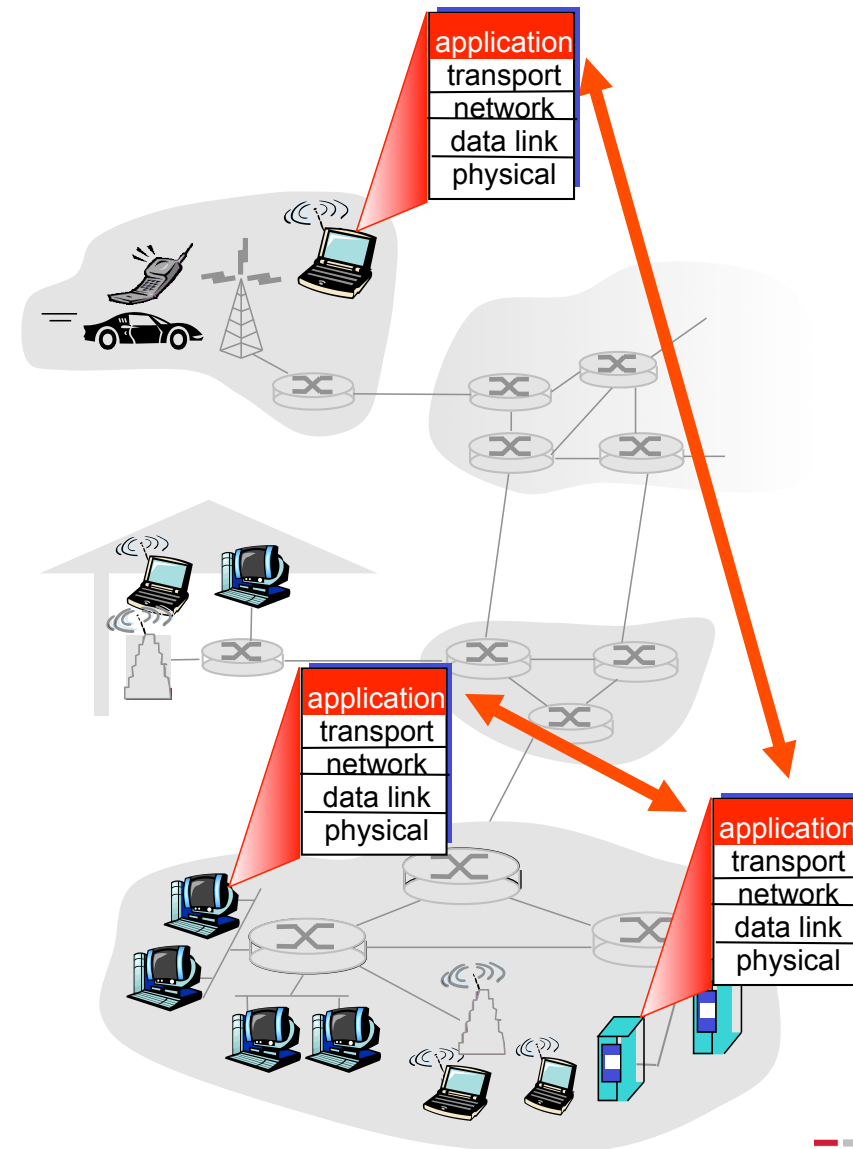 application
transport
network
data link
physical
application
transport
network
data link
physical
application
transport
network
data link
physical